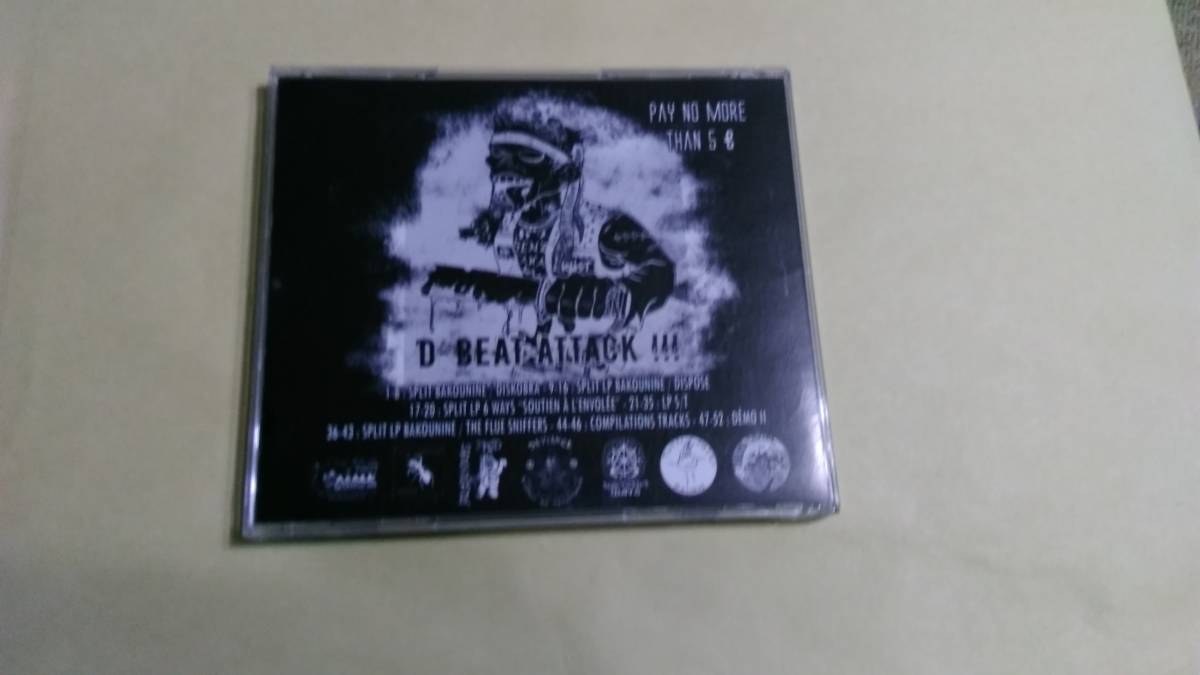 PAY NO MORE
THAN 5 €
D BEAT ATTACK !!!
SPLIT BAKOUNINE DISKOBRA · 9-16 : SPLIT LP BAKOUNINE / DISPOSE
17-20 : SPLIT LP 6 WAYS "SOUTIEN À L'ENVOLÉE" · 21-35 : LP S/T
36-43 : SPLIT LP BAKOUNINE / THE FLUE SNIFFERS · 44-46 : COMPILATIONS TRACKS · 47-52 : DÉMO II